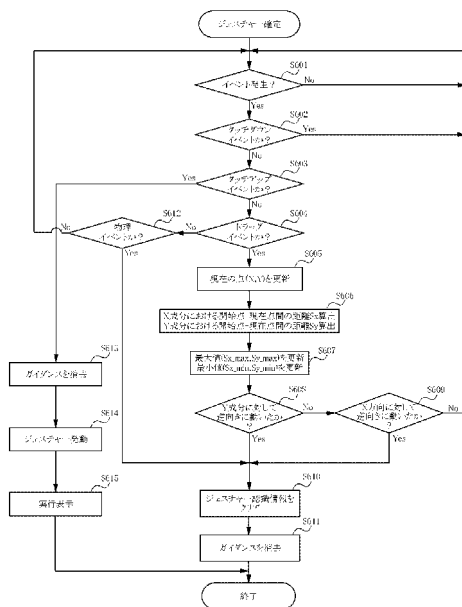 ジェスチャー確定
S601
イベント発生？
No
Yes
S602
タッチダウン
イベントか？
Yes
No
S603
タッチアップ
イベントか？
Yes
No
S612
物理
イベントか？
No
Yes
S604
ドラッグ
イベントか？
No
Yes
S605
現在の点(X,Y)を更新
S606
X成分における開始点-現在点間の距離Sx算出
Y成分における開始点-現在点間の距離Sy算出
S607
最大値(Sx_max,Sy_max)を更新
最小値(Sx_min,Sy_min)を更新
S608
Y成分に対して
逆向きに動いたか
？
No
Yes
S609
X方向に対して
逆向きに動いたか
？
No
Yes
S610
ジェスチャー認識情報を
クリア
S611
ガイダンスを消去
S613
ガイダンスを消去
S614
ジェスチャー発動
S615
実行表示
終了